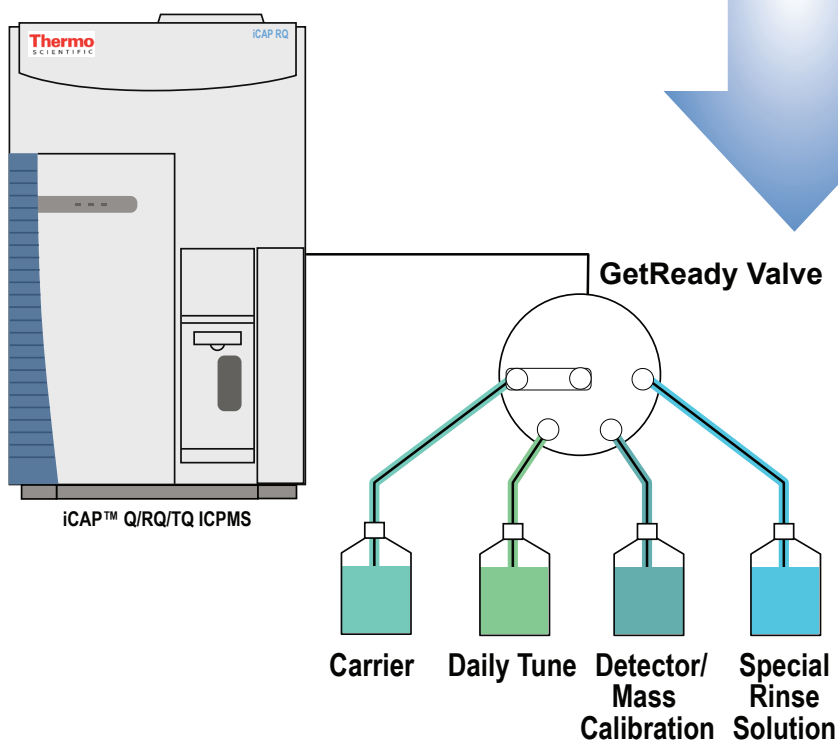 Thermo
SCIENTIFIC
iCAP RQ
GetReady Valve
iCAP™ Q/RQ/TQ ICPMS
Carrier
Daily Tune
Detector/
Mass
Calibration
Special
Rinse
Solution